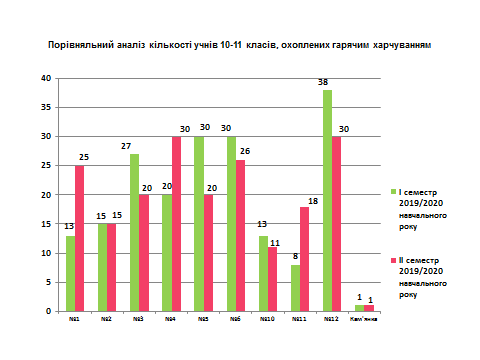 Порівняльний аналіз кількості учнів 10-11 класів, охоплених гарячим харчуванням
40
35
30
25
20
15
10
5
0
13 25
15 15
27 20
20 30
30 20
30 26
13 11
8 18
38 30
1 1
№1 №2 №3 №4 №5 №6 №10 №11 №12 Кам'янка
І семестр
2019/2020
навчального
року
ІІ семестр
2019/2020
навчального
року